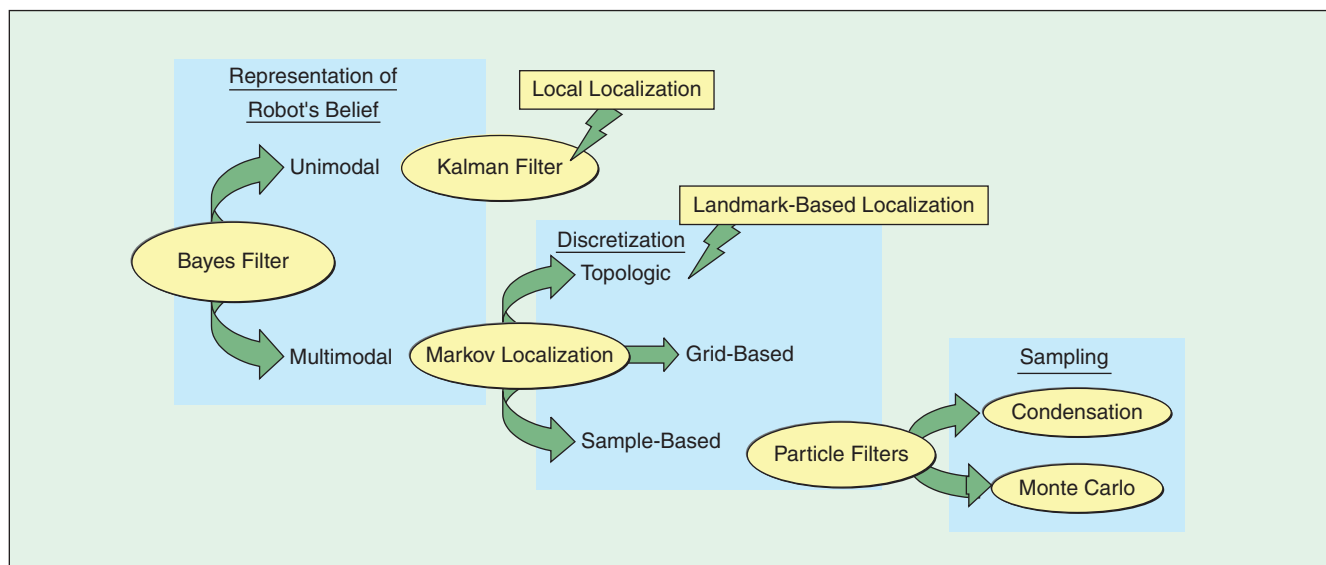 Representation of
Robot's Belief
Local Localization
Unimodal
Kalman Filter
Landmark-Based Localization
Bayes Filter
Discretization
Topologic
Multimodal
Markov Localization
Grid-Based
Sampling
Condensation
Sample-Based
Particle Filters
Monte Carlo